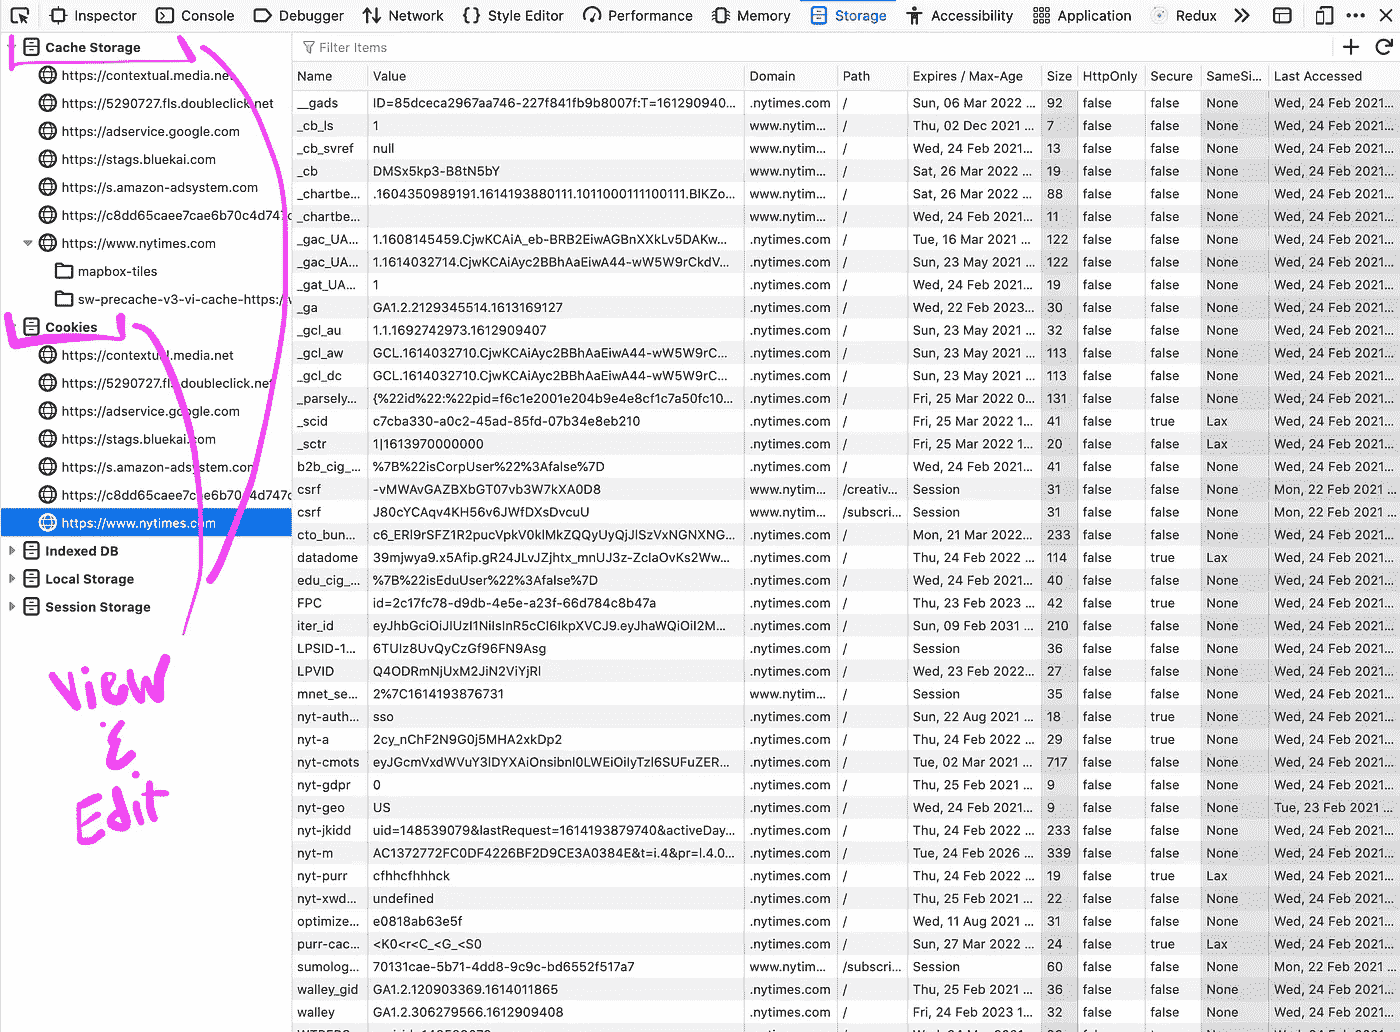 Inspector Console Debugger Network Style Editor Performance Memory Storage Accessibility Application Redux
Cache Storage
https://contextual.media.net
https://5290727.fls.doubleclick.net
https://adservice.google.com
https://stags.bluekai.com
https://s.amazon-adsystem.com
https://c8dd65caee7cae6b70c4d747c
https://www.nytimes.com
mapbox-tiles
sw-precache-v3-vi-cache-https:/
Cookies
https://contextual.media.net
https://5290727.fls.doubleclick.net
https://adservice.google.com
https://stags.bluekai.com
https://s.amazon-adsystem.com
https://c8dd65caee7cae6b70c4d747c
https://www.nytimes.com
Indexed DB
Local Storage
Session Storage
View
&
Edit
Filter Items
Name Value Domain Path Expires / Max-Age Size HttpOnly Secure SameSi... Last Accessed
__gads ID=85dceca2967aa746-227f841fb9b8007f:T=161290940... .nytimes.com / Sun, 06 Mar 2022 ... 92 false false None Wed, 24 Feb 2021...
_cb_ls 1 www.nytim... / Thu, 02 Dec 2021 ... 7 false false None Wed, 24 Feb 2021...
_cb_svref null www.nytim... / Wed, 24 Feb 2021... 13 false false None Wed, 24 Feb 2021...
_cb DMSx5kp3-B8tN5bY www.nytim... / Sat, 26 Mar 2022 ... 19 false false None Wed, 24 Feb 2021...
_chartbe... .1604350989191.1614193880111.1011000111100111.BIKZo... www.nytim... / Sat, 26 Mar 2022 ... 88 false false None Wed, 24 Feb 2021...
_chartbe... www.nytim... / Wed, 24 Feb 2021... 11 false false None Wed, 24 Feb 2021...
_gac_UA... 1.1608145459.CjwKCAiA_eb-BRB2EiwAGBnXXkLv5DAKw... .nytimes.com / Tue, 16 Mar 2021 ... 122 false false None Wed, 24 Feb 2021...
_gac_UA... 1.1614032714.CjwKCAiAyc2BBhAaEiwA44-wW5W9rCkdV... .nytimes.com / Sun, 23 May 2021 ... 122 false false None Wed, 24 Feb 2021...
_gat_UA... 1 .nytimes.com / Wed, 24 Feb 2021... 19 false false None Wed, 24 Feb 2021...
_ga GA1.2.2129345514.1613169127 .nytimes.com / Wed, 22 Feb 2023... 30 false false None Wed, 24 Feb 2021...
_gcl_au 1.1.1692742973.1612909407 .nytimes.com / Sun, 23 May 2021 ... 32 false false None Wed, 24 Feb 2021...
_gcl_aw GCL.1614032710.CjwKCAiAyc2BBhAaEiwA44-wW5W9rC... .nytimes.com / Sun, 23 May 2021 ... 113 false false None Wed, 24 Feb 2021...
_gcl_dc GCL.1614032710.CjwKCAiAyc2BBhAaEiwA44-wW5W9rC... .nytimes.com / Sun, 23 May 2021 ... 113 false false None Wed, 24 Feb 2021...
_parsely... {%22id%22:%22pid=f6c1e2001e204b9e4e8cf1c7a50fc10... .nytimes.com / Fri, 25 Mar 2022 0... 131 false false None Wed, 24 Feb 2021...
_scid c7cba330-a0c2-45ad-85fd-07b34e8eb210 .nytimes.com / Fri, 25 Mar 2022 1... 41 false true Lax Wed, 24 Feb 2021...
_sctr 1|1613970000000 .nytimes.com / Fri, 25 Mar 2022 1... 20 false false Lax Wed, 24 Feb 2021...
b2b_cig_... %7B%22isCorpUser%22%3Afalse%7D .nytimes.com / Wed, 24 Feb 2021... 41 false false None Wed, 24 Feb 2021...
csrf -vMWAvGAZBXbGT07vb3W7kXA0D8 www.nytim... /creativ... Session 31 false false None Mon, 22 Feb 2021 ...
csrf J80cYCAqv4KH56v6JWfDXsDvcuU www.nytim... /subscri... Session 31 false false None Mon, 22 Feb 2021 ...
cto_bun... .nytimes.com / Mon, 21 Mar 2022... 233 false false None Wed, 24 Feb 2021...
datadome 39mjwya9.x5Afip.gR24JLvJZjhtx_mnUJ3z-ZclaOvKs2Ww... .nytimes.com / Thu, 24 Feb 2022 ... 114 false true Lax Wed, 24 Feb 2021...
edu_cig_... %7B%22isEduUser%22%3Afalse%7D .nytimes.com / Wed, 24 Feb 2021... 40 false false None Wed, 24 Feb 2021...
FPC id=2c17fc78-d9db-4e5e-a23f-66d784c8b47a .nytimes.com / Thu, 23 Feb 2023 ... 42 false true None Wed, 24 Feb 2021...
iter_id eyJhbGciOiJIUzI1NiIsInR5cCI6IkpXVCJ9.eyJhaWQiOiI2M... .nytimes.com / Sun, 09 Feb 2031 ... 210 false false None Wed, 24 Feb 2021...
LPSID-1... 6TUIz8UvQyCzGf96FN9Asg .nytimes.com / Session 36 false false None Wed, 24 Feb 2021...
LPVID Q4ODRmNjUxM2JiN2ViYjRl .nytimes.com / Wed, 23 Feb 2022... 27 false false None Wed, 24 Feb 2021...
mnet_se... 2%7C1614193876731 www.nytim... / Session 35 false false None Wed, 24 Feb 2021...
nyt-auth... sso .nytimes.com / Sun, 22 Aug 2021 ... 18 false true None Wed, 24 Feb 2021...
nyt-a 2cy_nChF2N9G0j5MHA2xkDp2 .nytimes.com / Thu, 24 Feb 2022 ... 29 false true None Wed, 24 Feb 2021...
nyt-cmots .nytimes.com / Tue, 02 Mar 2021 ... 717 false false None Wed, 24 Feb 2021...
nyt-gdpr 0 .nytimes.com / Thu, 25 Feb 2021 ... 9 false false None Wed, 24 Feb 2021...
nyt-geo US .nytimes.com / Wed, 24 Feb 2021... 9 false false None Tue, 23 Feb 2021 ...
nyt-jkidd uid=148539079&lastRequest=1614193879740&activeDay... .nytimes.com / Thu, 24 Feb 2022 ... 233 false false None Wed, 24 Feb 2021...
nyt-m AC1372772FC0DF4226BF2D9CE3A0384E&t=i.4&pr=l.4.0... .nytimes.com / Tue, 24 Feb 2026 ... 339 false false None Wed, 24 Feb 2021...
nyt-purr cfhhcfhhhck .nytimes.com / Thu, 24 Feb 2022 ... 19 false true Lax Wed, 24 Feb 2021...
nyt-xwd... undefined .nytimes.com / Thu, 25 Feb 2021 ... 22 false false None Wed, 24 Feb 2021...
optimize... e0818ab63e5f .nytimes.com / Wed, 11 Aug 2021 ... 31 false false None Wed, 24 Feb 2021...
purr-cac... <K0<r<C_<G_<S0 .nytimes.com / Sun, 27 Mar 2022 ... 24 false true Lax Wed, 24 Feb 2021...
sumolog... 70131cae-5b71-4dd8-9c9c-bd6552f517a7 www.nytim... /subscri... Session 60 false false None Mon, 22 Feb 2021 ...
walley_gid GA1.2.120903369.1614011865 .nytimes.com / Thu, 25 Feb 2021 ... 36 false false None Wed, 24 Feb 2021...
walley GA1.2.306279566.1612909408 .nytimes.com / Fri, 24 Feb 2023 1... 32 false false None Wed, 24 Feb 2021...